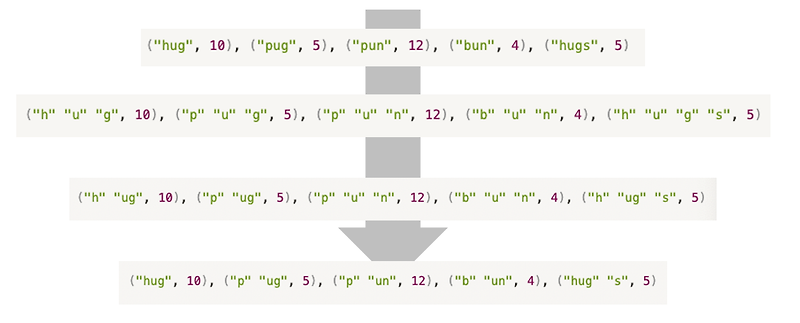 ("hug", 10), ("pug", 5), ("pun", 12), ("bun", 4), ("hugs", 5)
("h" "u" "g", 10), ("p" "u" "g", 5), ("p" "u" "n", 12), ("b" "u" "n", 4), ("h" "u" "g" "s", 5)
("h" "ug", 10), ("p" "ug", 5), ("p" "u" "n", 12), ("b" "u" "n", 4), ("h" "ug" "s", 5)
("hug", 10), ("p" "ug", 5), ("p" "un", 12), ("b" "un", 4), ("hug" "s", 5)